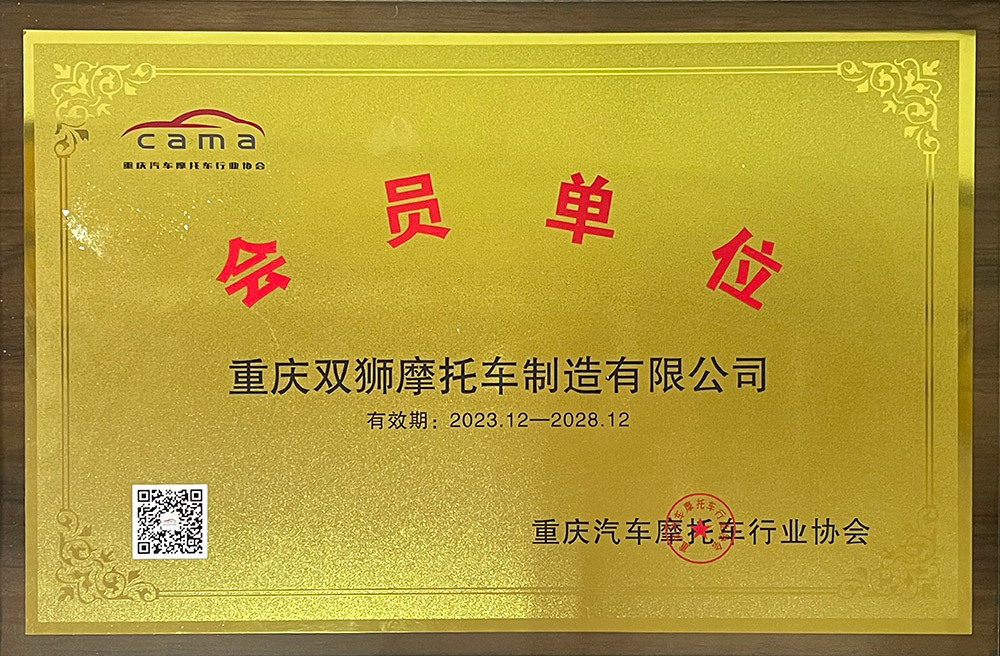 cama
重庆汽车摩托车行业协会
会员单位
重庆双狮摩托车制造有限公司
有效期：2023.12—2028.12
重庆汽车摩托车行业协会